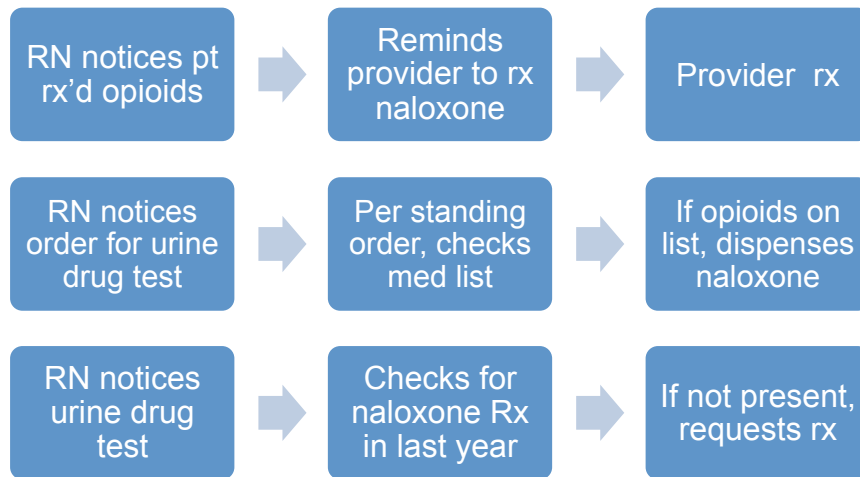 RN notices pt
rx’d opioids
Reminds
provider to rx
naloxone
Provider rx
RN notices
order for urine
drug test
Per standing
order, checks
med list
If opioids on
list, dispenses
naloxone
RN notices
urine drug
test
Checks for
naloxone Rx
in last year
If not present,
requests rx